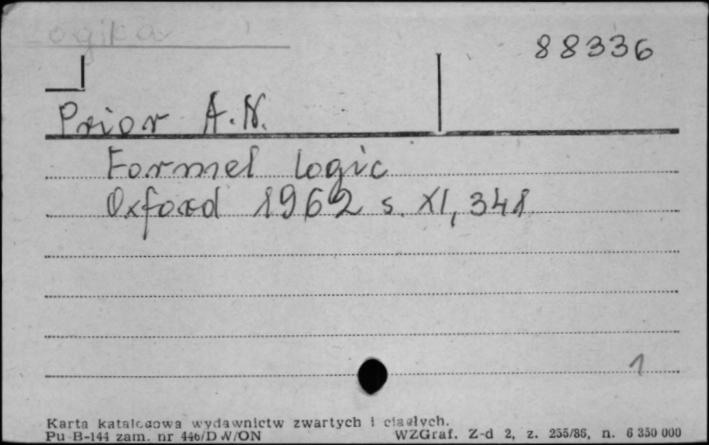 Logika
88336
Prior A.N.
Formel Logic
Oxford 1962 s. XI, 341
1
Karta katalogowa wydawnictw zwartych i ciągłych.
Pu B-144 zam. nr 446/D W/ON WZGraf. Z-d 2, z. 255/86, n. 6 350 000